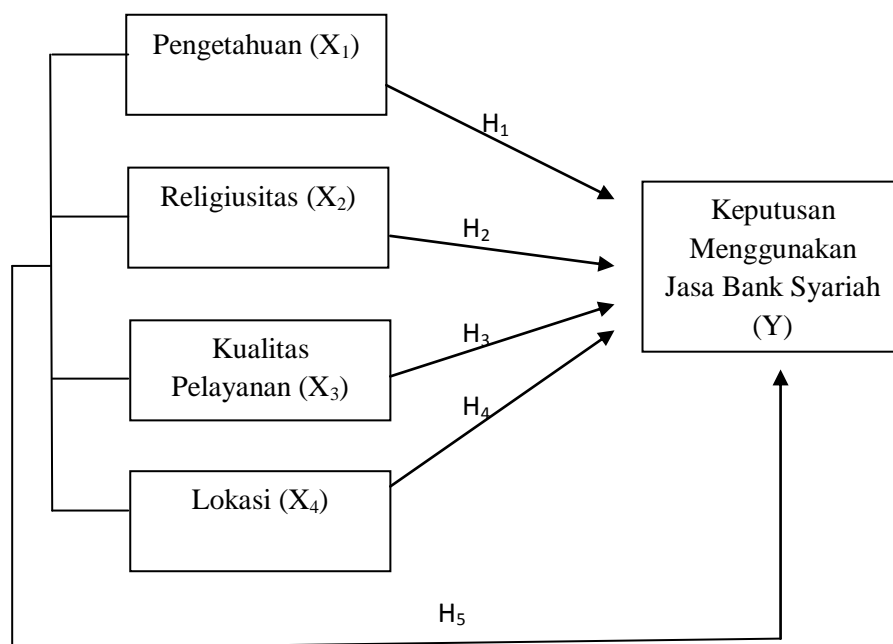 Pengetahuan (X₁)
H₁
Religiusitas (X₂)
H₂
Keputusan
Menggunakan
Jasa Bank Syariah
(Y)
Kualitas
Pelayanan (X₃)
H₃
H₄
Lokasi (X₄)
H₅